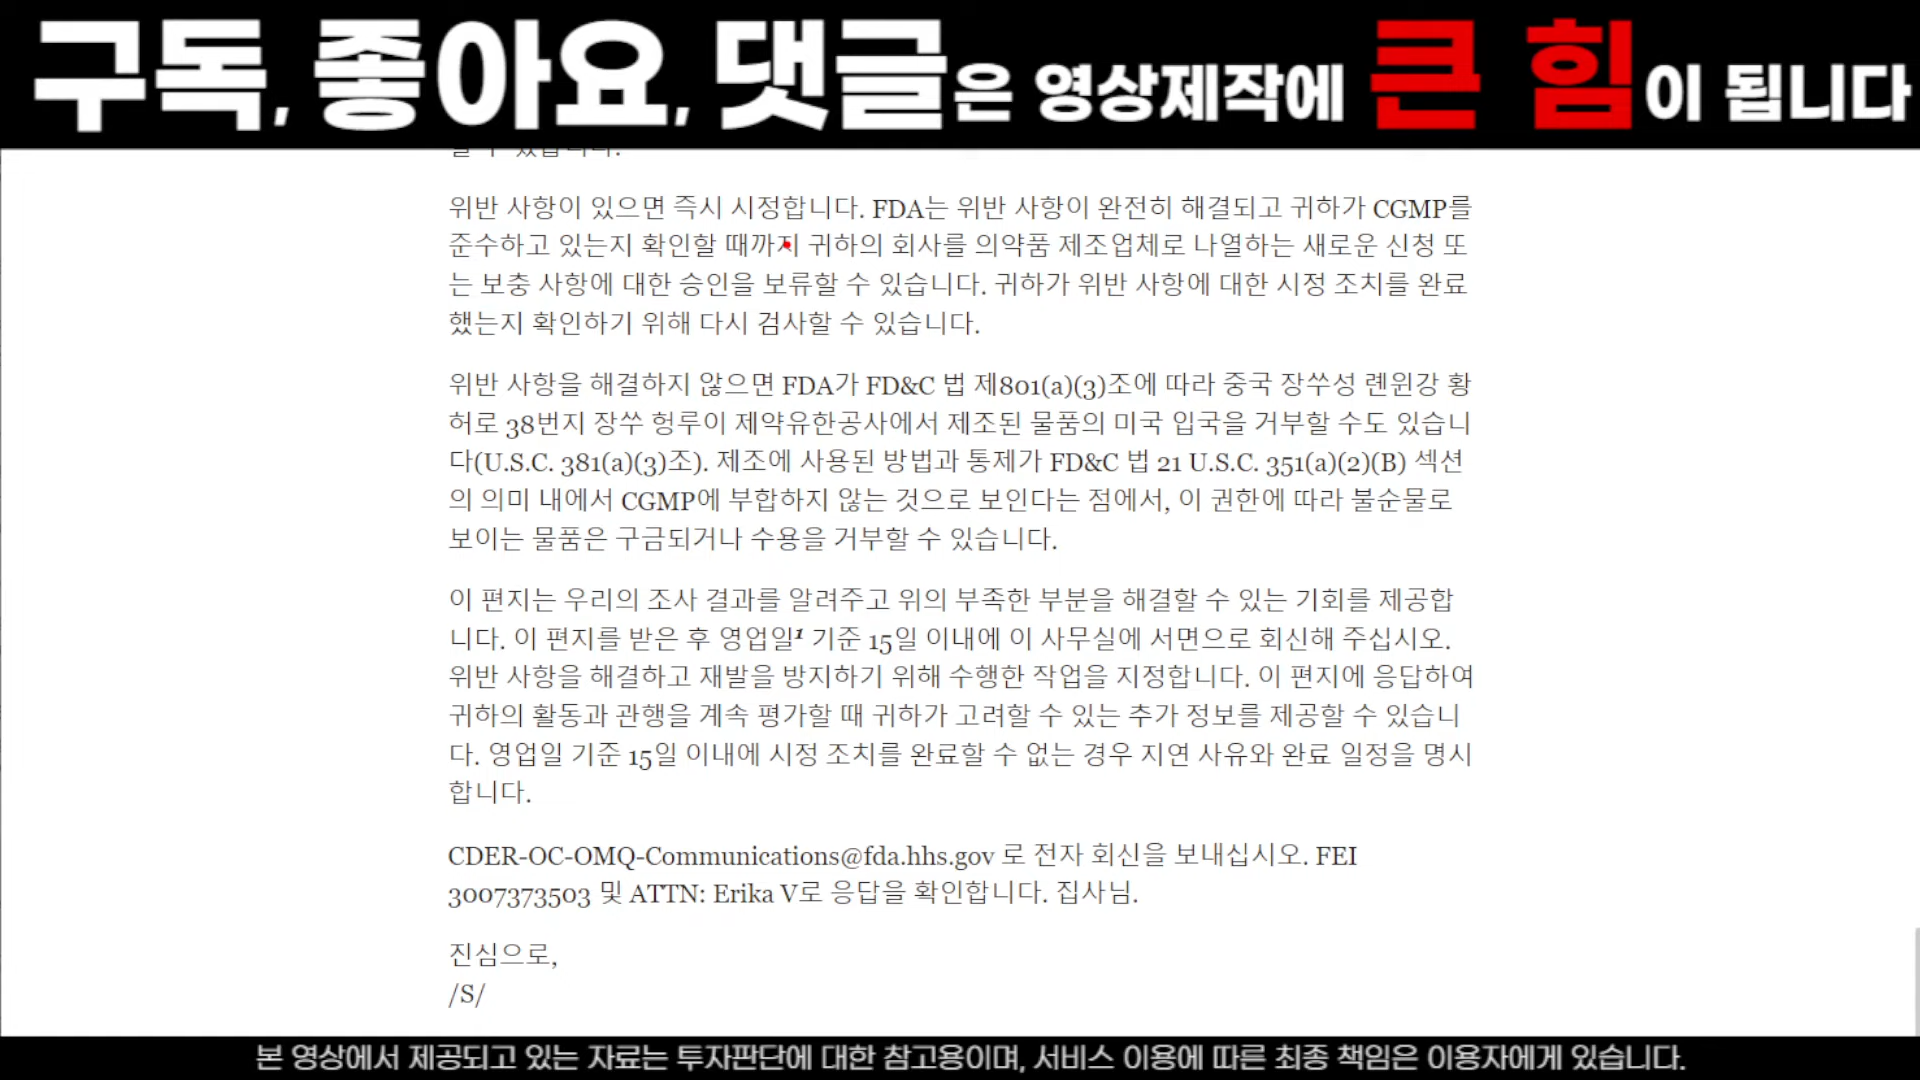 구독, 좋아요, 댓글은 영상제작에 큰 힘이 됩니다
위반 사항이 있으면 즉시 시정합니다. FDA는 위반 사항이 완전히 해결되고 귀하가 CGMP를
준수하고 있는지 확인할 때까지 귀하의 회사를 의약품 제조업체로 나열하는 새로운 신청 또
는 보충 사항에 대한 승인을 보류할 수 있습니다. 귀하가 위반 사항에 대한 시정 조치를 완료
했는지 확인하기 위해 다시 검사할 수 있습니다.
위반 사항을 해결하지 않으면 FDA가 FD&C 법 제801(a)(3)조에 따라 중국 장쑤성 롄윈강 황
허로 38번지 장쑤 헝루이 제약유한공사에서 제조된 물품의 미국 입국을 거부할 수도 있습니
다(U.S.C. 381(a)(3)조). 제조에 사용된 방법과 통제가 FD&C 법 21 U.S.C. 351(a)(2)(B) 섹션
의 의미 내에서 CGMP에 부합하지 않는 것으로 보인다는 점에서, 이 권한에 따라 불순물로
보이는 물품은 구금되거나 수용을 거부할 수 있습니다.
이 편지는 우리의 조사 결과를 알려주고 위의 부족한 부분을 해결할 수 있는 기회를 제공합
니다. 이 편지를 받은 후 영업일¹ 기준 15일 이내에 이 사무실에 서면으로 회신해 주십시오.
위반 사항을 해결하고 재발을 방지하기 위해 수행한 작업을 지정합니다. 이 편지에 응답하여
귀하의 활동과 관행을 계속 평가할 때 귀하가 고려할 수 있는 추가 정보를 제공할 수 있습니
다. 영업일 기준 15일 이내에 시정 조치를 완료할 수 없는 경우 지연 사유와 완료 일정을 명시
합니다.
CDER-OC-OMQ-Communications@fda.hhs.gov 로 전자 회신을 보내십시오. FEI
3007373503 및 ATTN: Erika V로 응답을 확인합니다. 집사님.
진심으로,
/S/
본 영상에서 제공되고 있는 자료는 투자판단에 대한 참고용이며, 서비스 이용에 따른 최종 책임은 이용자에게 있습니다.